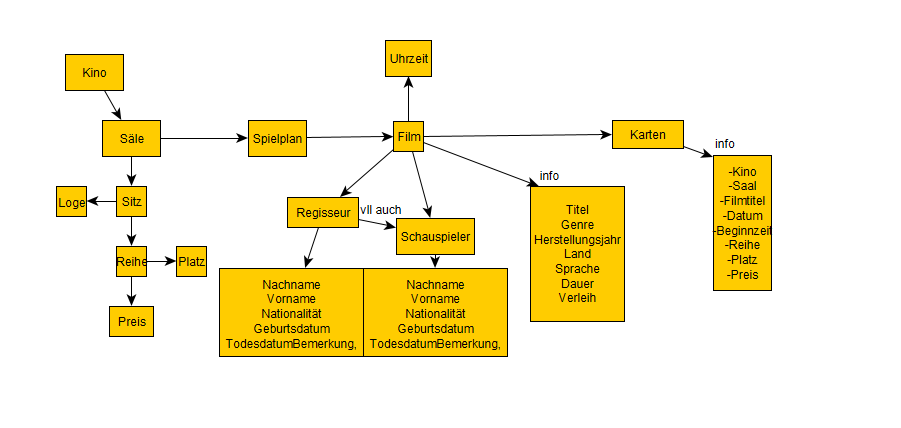 Uhrzeit
Kino
Säle
Spielplan
Film
Karten
info
info
-Kino
-Saal
-Filmtitel
-Datum
-Beginnzeit
-Reihe
-Platz
-Preis
Loge
Sitz
Regisseur
vll auch
Schauspieler
Titel
Genre
Herstellungsjahr
Land
Sprache
Dauer
Verleih
Reihe
Platz
Preis
Nachname
Vorname
Nationalität
Geburtsdatum
TodesdatumBemerkung,
Nachname
Vorname
Nationalität
Geburtsdatum
TodesdatumBemerkung,